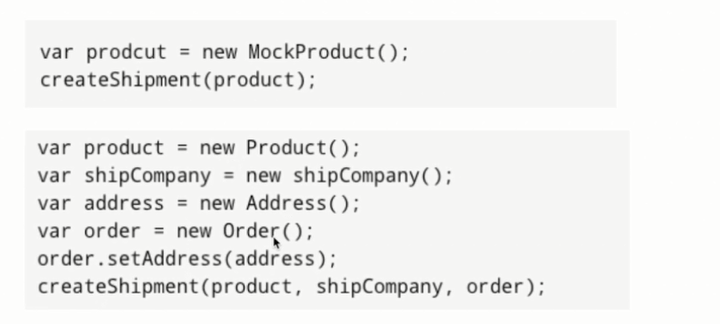 var prodcut = new MockProduct();
createShipment(product);
var product = new Product();
var shipCompany = new shipCompany();
var address = new Address();
var order = new Order();
order.setAddress(address);
createShipment(product, shipCompany, order);